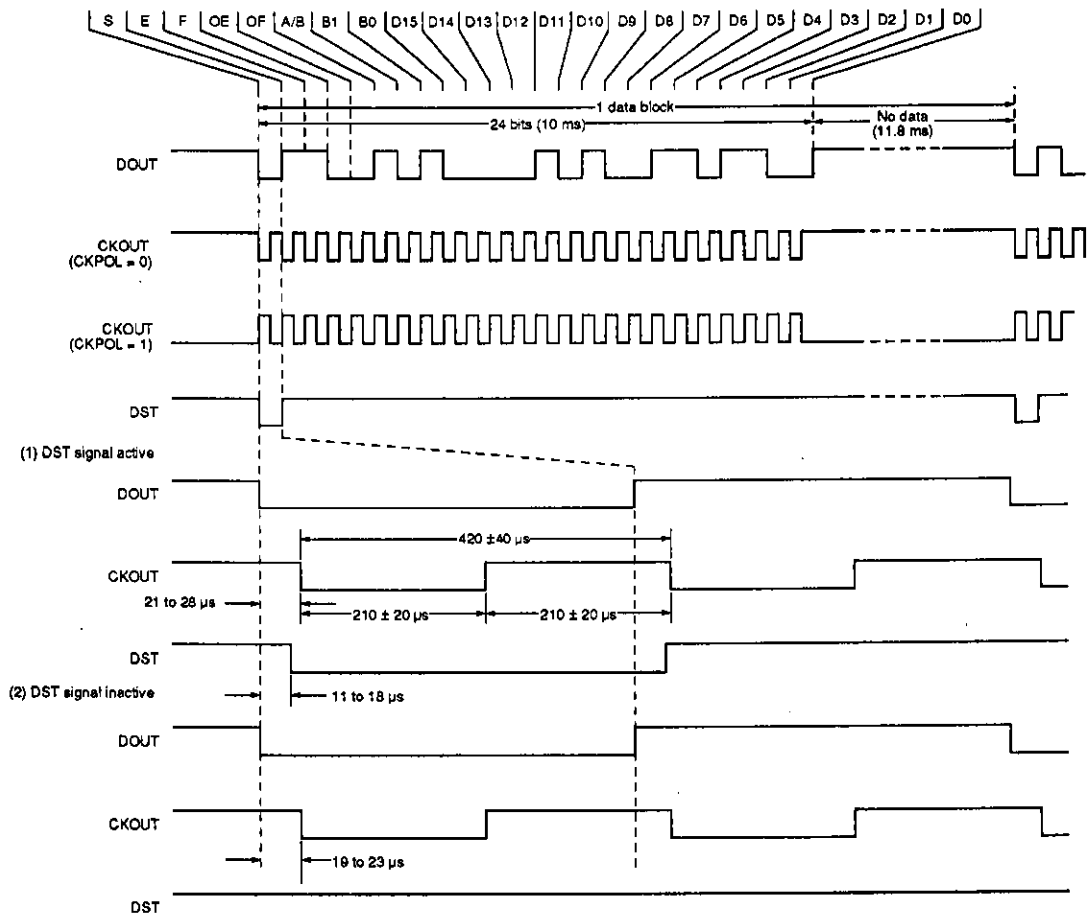 S E F OE OF A/B B1 B0 D15 D14 D13 D12 D11 D10 D9 D8 D7 D6 D5 D4 D3 D2 D1 D0
1 data block
24 bits (10 ms)
No data
(11.8 ms)
DOUT
CKOUT
(CKPOL = 0)
CKOUT
(CKPOL = 1)
DST
(1) DST signal active
DOUT
420 ±40 µs
CKOUT
21 to 28 µs
210 ± 20 µs
210 ± 20 µs
DST
(2) DST signal inactive
11 to 18 µs
DOUT
CKOUT
19 to 23 µs
DST